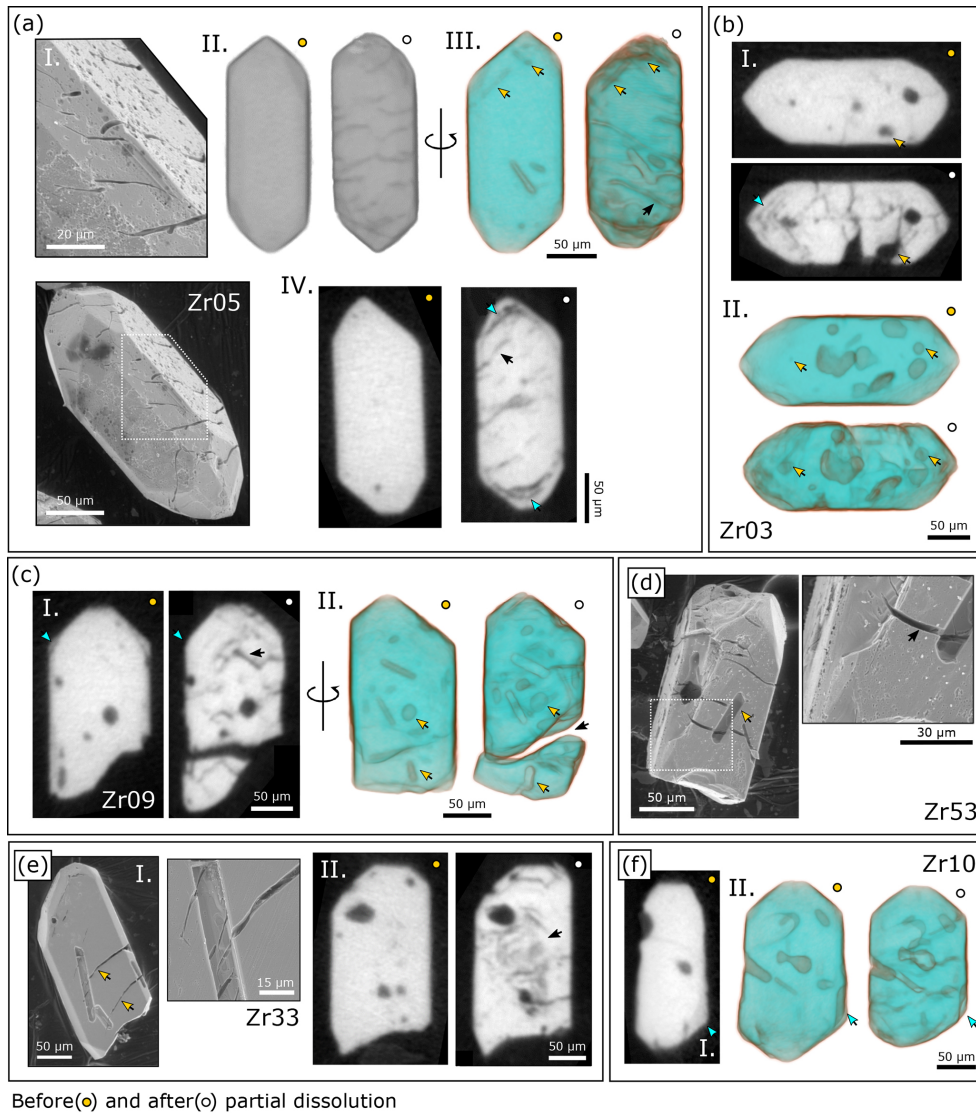 (a)
I.
20 μm
II.
III.
50 μm
Zr05
50 μm
IV.
50 μm
(b)
I.
II.
Zr03
50 μm
(c)
I.
Zr09
50 μm
II.
50 μm
50 μm
(d)
50 μm
30 μm
Zr53
(e)
I.
50 μm
15 μm
Zr33
II.
50 μm
(f)
I.
Zr10
II.
50 μm
Before( ) and after( ) partial dissolution